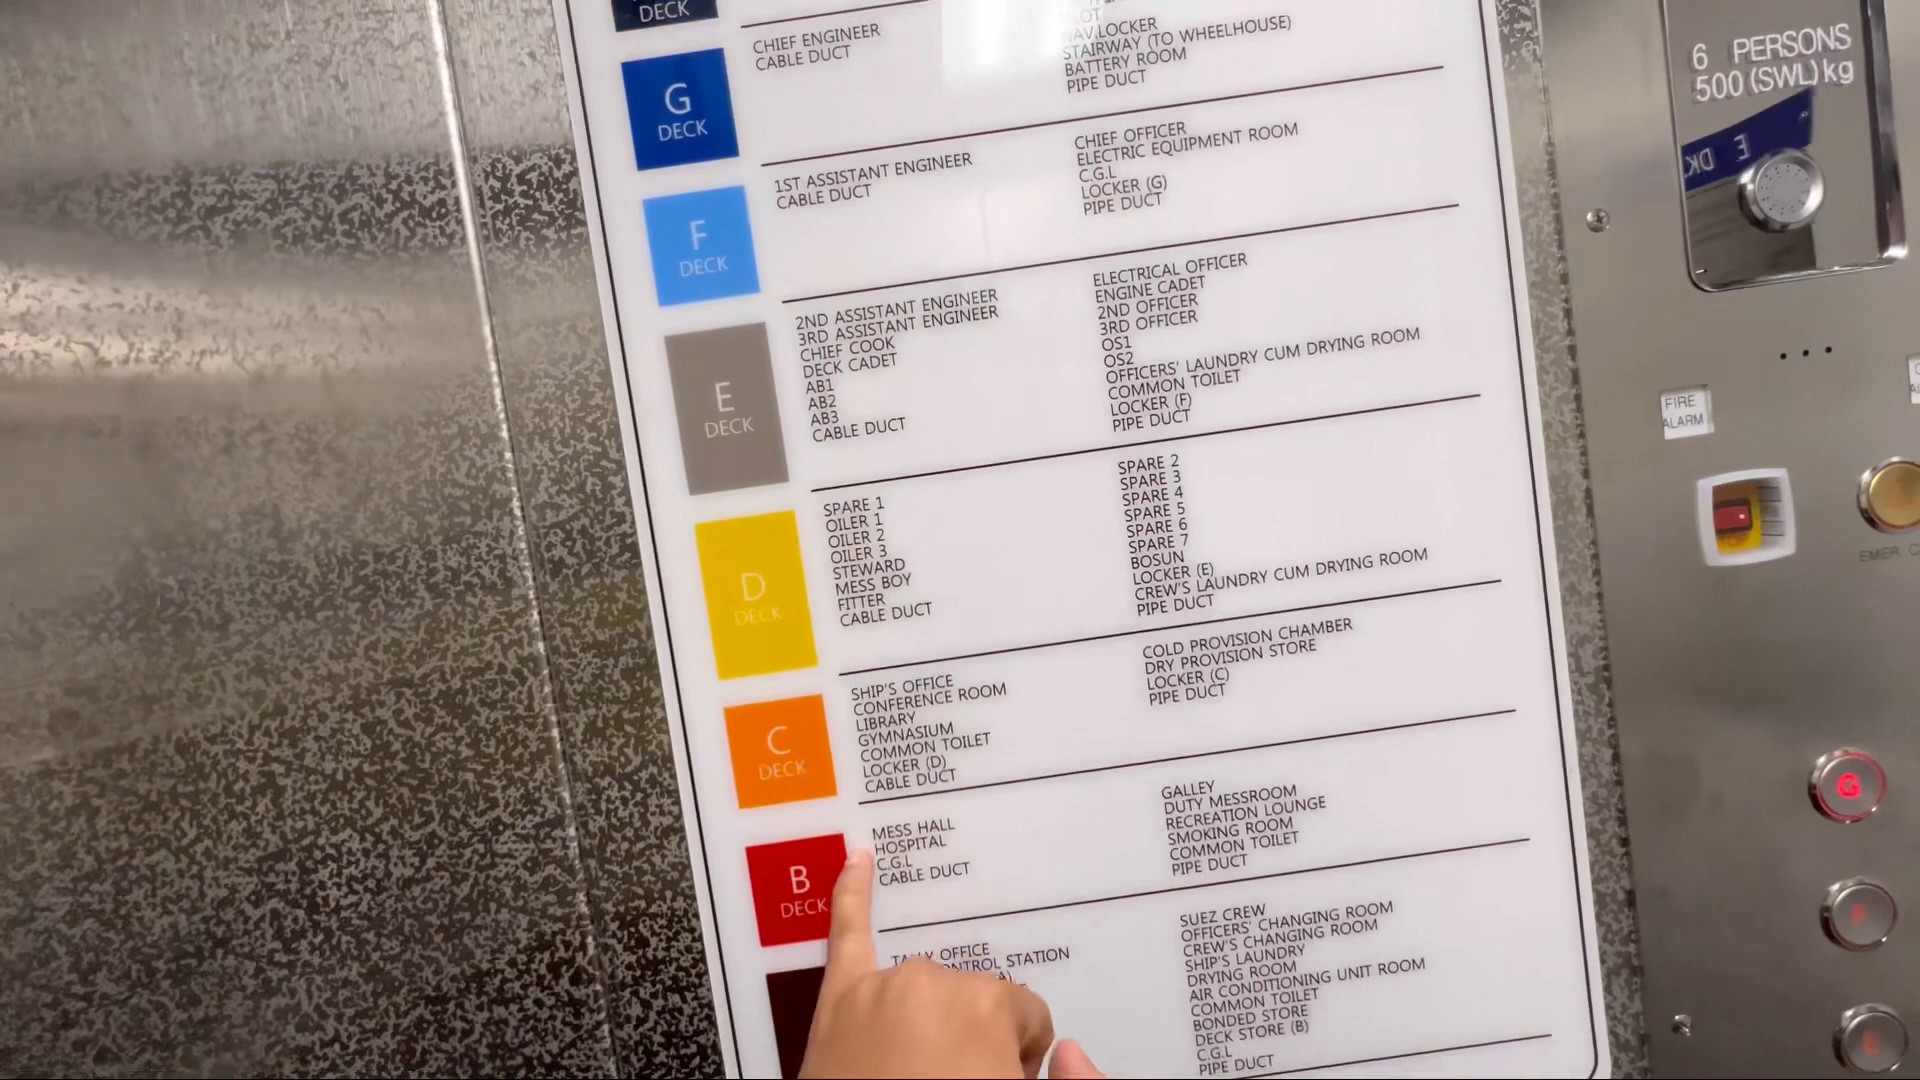 DECK
CHIEF ENGINEER
CABLE DUCT
STAIRWAY (TO WHEELHOUSE)
BATTERY ROOM
PIPE DUCT
G
DECK
1ST ASSISTANT ENGINEER
CABLE DUCT
CHIEF OFFICER
ELECTRIC EQUIPMENT ROOM
C.G.L
LOCKER (G)
PIPE DUCT
F
DECK
2ND ASSISTANT ENGINEER
3RD ASSISTANT ENGINEER
CHIEF COOK
DECK CADET
AB1
AB2
AB3
CABLE DUCT
ELECTRICAL OFFICER
ENGINE CADET
2ND OFFICER
3RD OFFICER
OS1
OS2
OFFICERS' LAUNDRY CUM DRYING ROOM
COMMON TOILET
LOCKER (F)
PIPE DUCT
E
DECK
SPARE 1
OILER 1
OILER 2
OILER 3
STEWARD
MESS BOY
FITTER
CABLE DUCT
SPARE 2
SPARE 3
SPARE 4
SPARE 5
SPARE 6
SPARE 7
BOSUN
LOCKER (E)
CREW'S LAUNDRY CUM DRYING ROOM
PIPE DUCT
D
DECK
SHIP'S OFFICE
CONFERENCE ROOM
LIBRARY
GYMNASIUM
COMMON TOILET
LOCKER (D)
CABLE DUCT
COLD PROVISION CHAMBER
DRY PROVISION STORE
LOCKER (C)
PIPE DUCT
C
DECK
MESS HALL
HOSPITAL
C.G.L
CABLE DUCT
GALLEY
DUTY MESSROOM
RECREATION LOUNGE
SMOKING ROOM
COMMON TOILET
PIPE DUCT
B
DECK
OFFICE
STATION
SUEZ CREW
OFFICERS' CHANGING ROOM
CREW'S CHANGING ROOM
SHIP'S LAUNDRY
DRYING ROOM
AIR CONDITIONING UNIT ROOM
COMMON TOILET
BONDED STORE
DECK STORE (B)
C.G.L
PIPE DUCT
6 PERSONS
500 (SWL) kg
FIRE
ALARM
EMER.
G
F
E